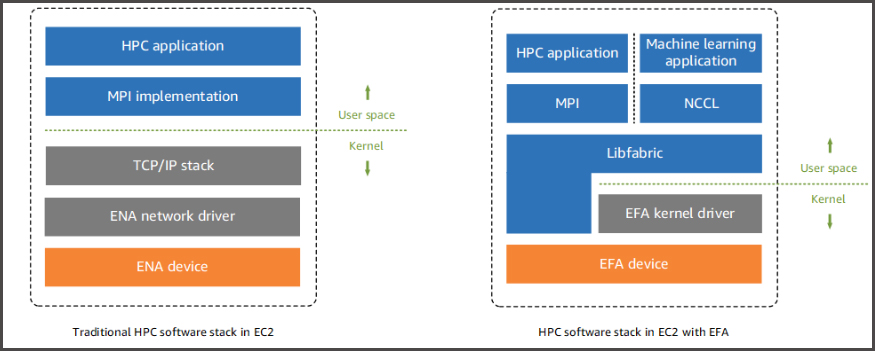 HPC application
MPI implementation
User space
Kernel
TCP/IP stack
ENA network driver
ENA device
Traditional HPC software stack in EC2
HPC application
Machine learning
application
MPI
NCCL
Libfabric
User space
Kernel
EFA kernel driver
EFA device
HPC software stack in EC2 with EFA